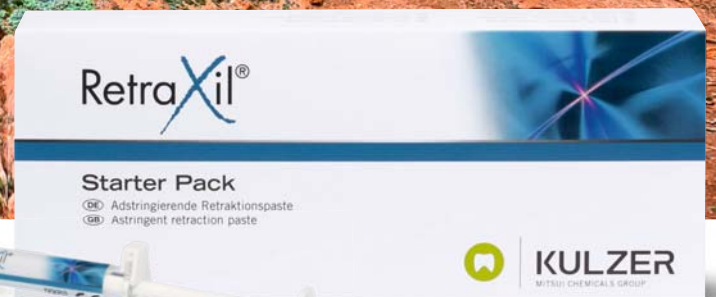 RetraXil®
Starter Pack
DE Adstringierende Retraktionspaste
GB Astringent retraction paste
KULZER
MITSUI CHEMICALS GROUP